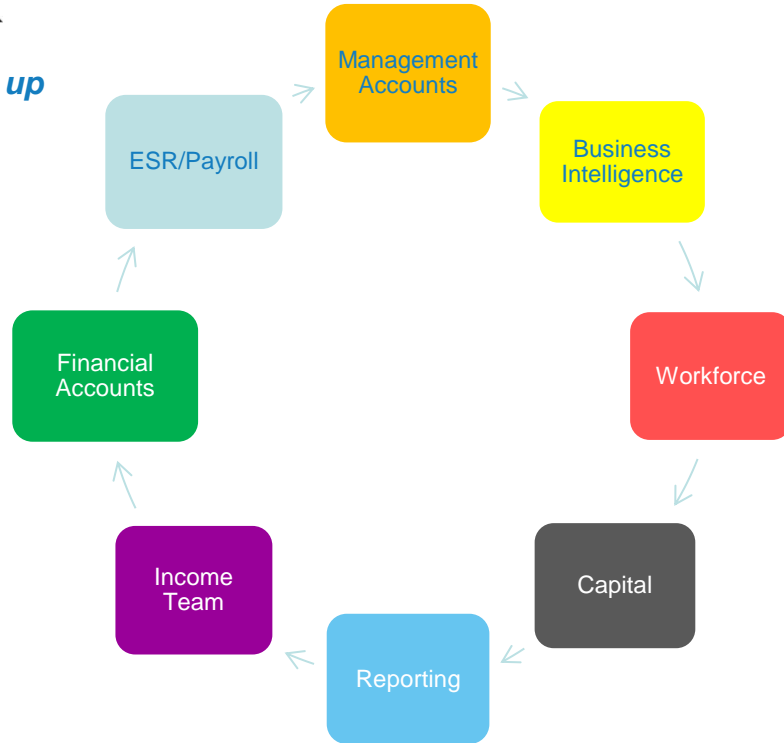 up
Management
Accounts
Business
Intelligence
Workforce
Capital
Reporting
Income
Team
Financial
Accounts
ESR/Payroll